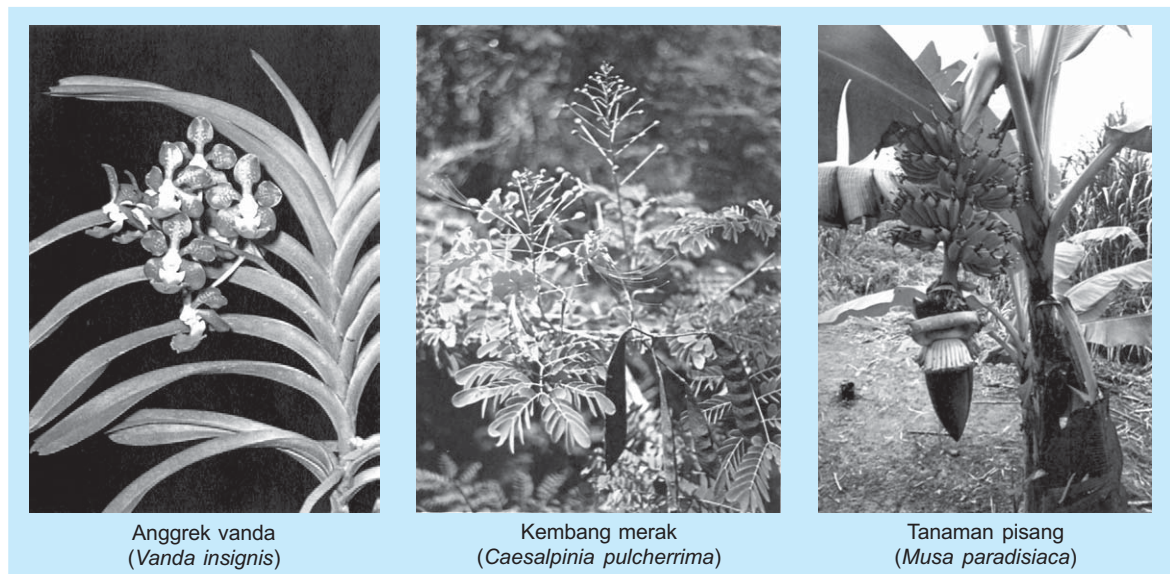 Anggrek vanda
(Vanda insignis)
Kembang merak
(Caesalpinia pulcherrima)
Tanaman pisang
(Musa paradisiaca)